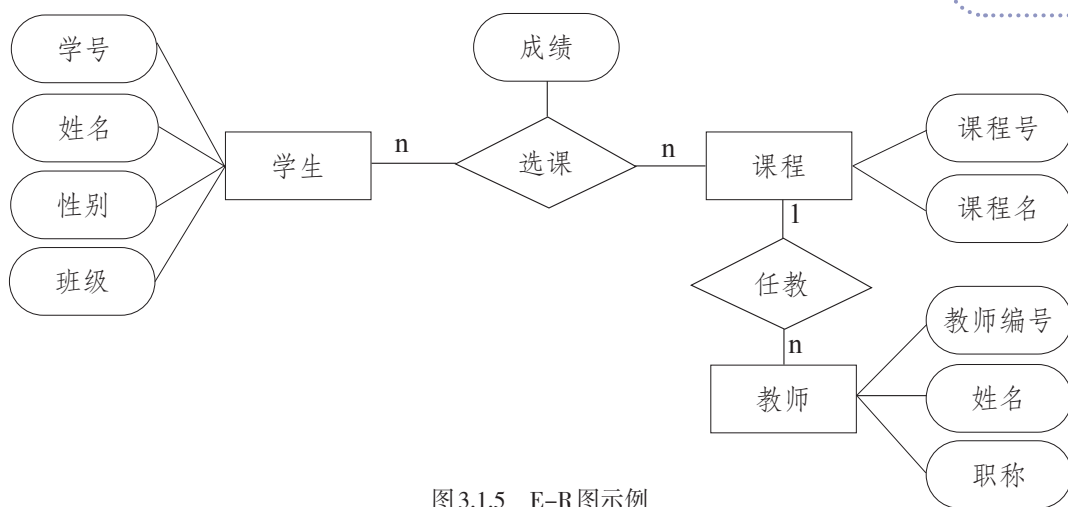 成绩
学号
姓名
性别
班级
学生
n
选课
n
课程
课程号
课程名
1
任教
n
教师
教师编号
姓名
职称
图3.1.5 E-R图示例